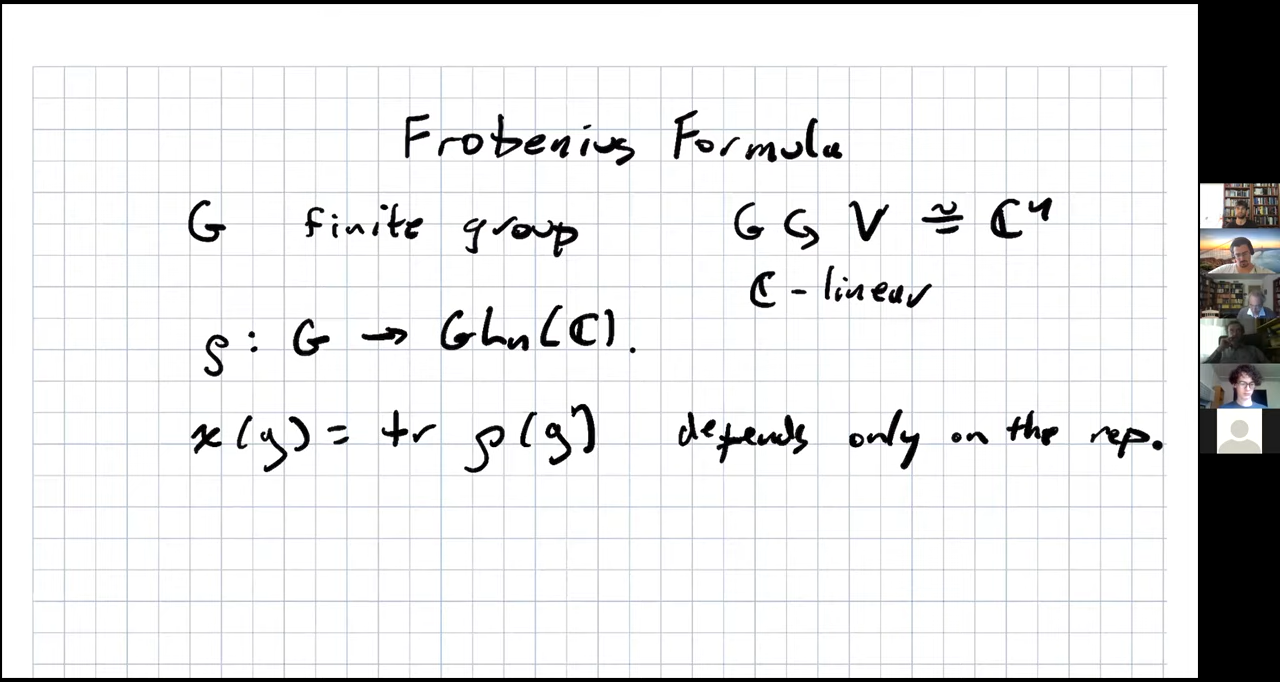 Frobenius Formula
G finite group G ↻ V ≅ ℂⁿ
ℂ - linear
ρ : G → GLn(ℂ).
χ(g) = tr ρ(g) depends only on the rep.